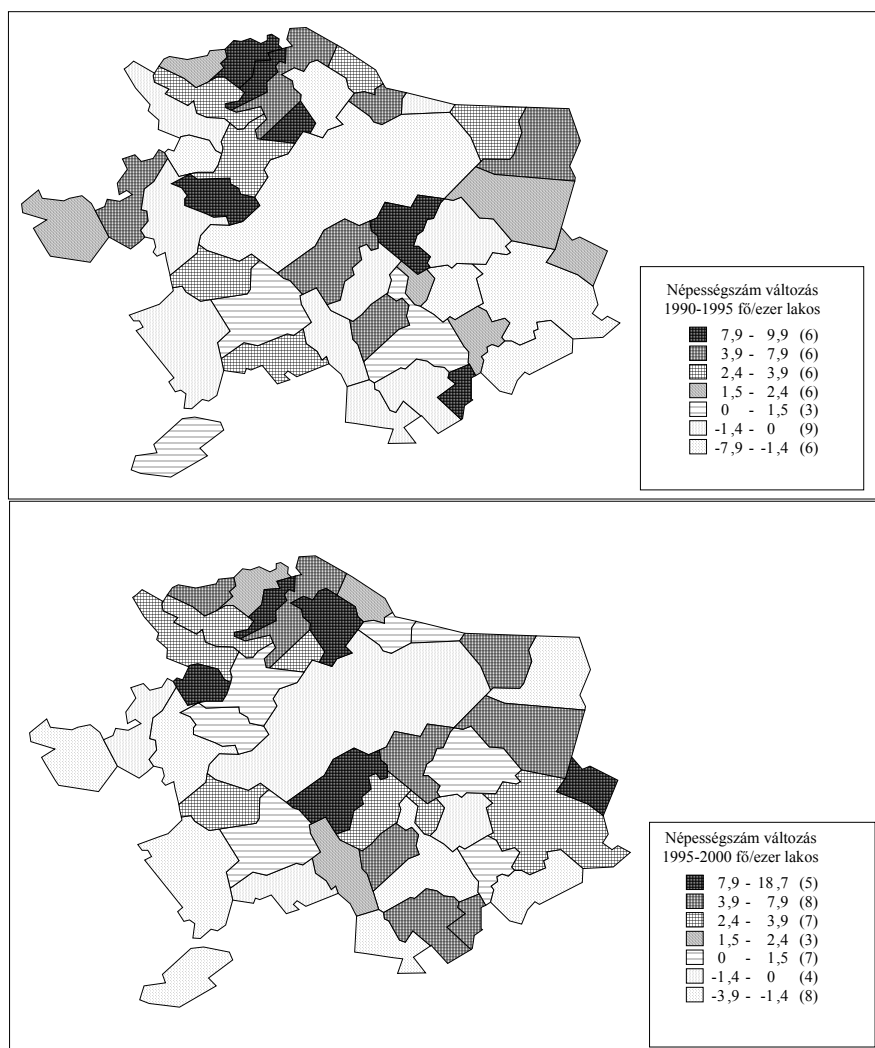 Népességszám változás
1990-1995 fő/ezer lakos
7,9 - 9,9 (6)
3,9 - 7,9 (6)
2,4 - 3,9 (6)
1,5 - 2,4 (6)
0 - 1,5 (3)
-1,4 - 0 (9)
-7,9 - -1,4 (6)
Népességszám változás
1995-2000 fő/ezer lakos
7,9 - 18,7 (5)
3,9 - 7,9 (8)
2,4 - 3,9 (7)
1,5 - 2,4 (3)
0 - 1,5 (7)
-1,4 - 0 (4)
-3,9 - -1,4 (8)